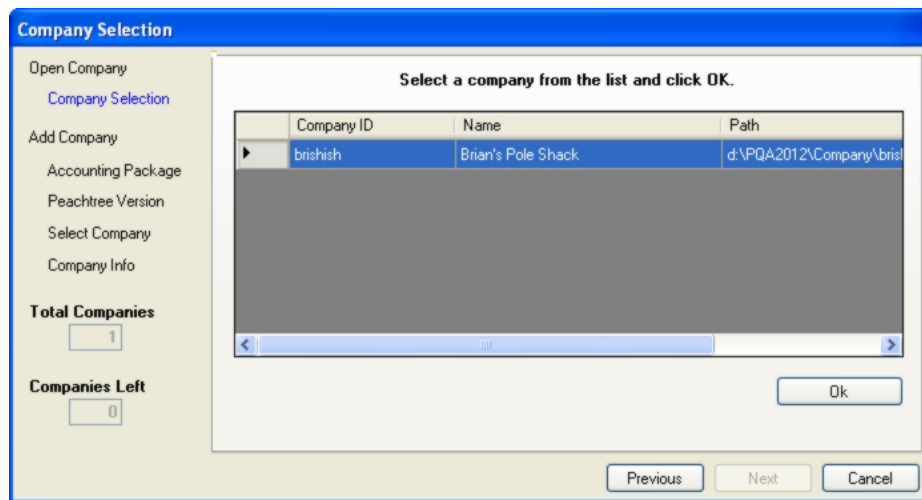 Company Selection
Open Company
Company Selection
Add Company
Accounting Package
Peachtree Version
Select Company
Company Info
Total Companies
1
Companies Left
0
Select a company from the list and click OK.
Company ID Name Path
brishish Brian's Pole Shack d:\PQA2012\Company\bris
Ok
Previous Next Cancel